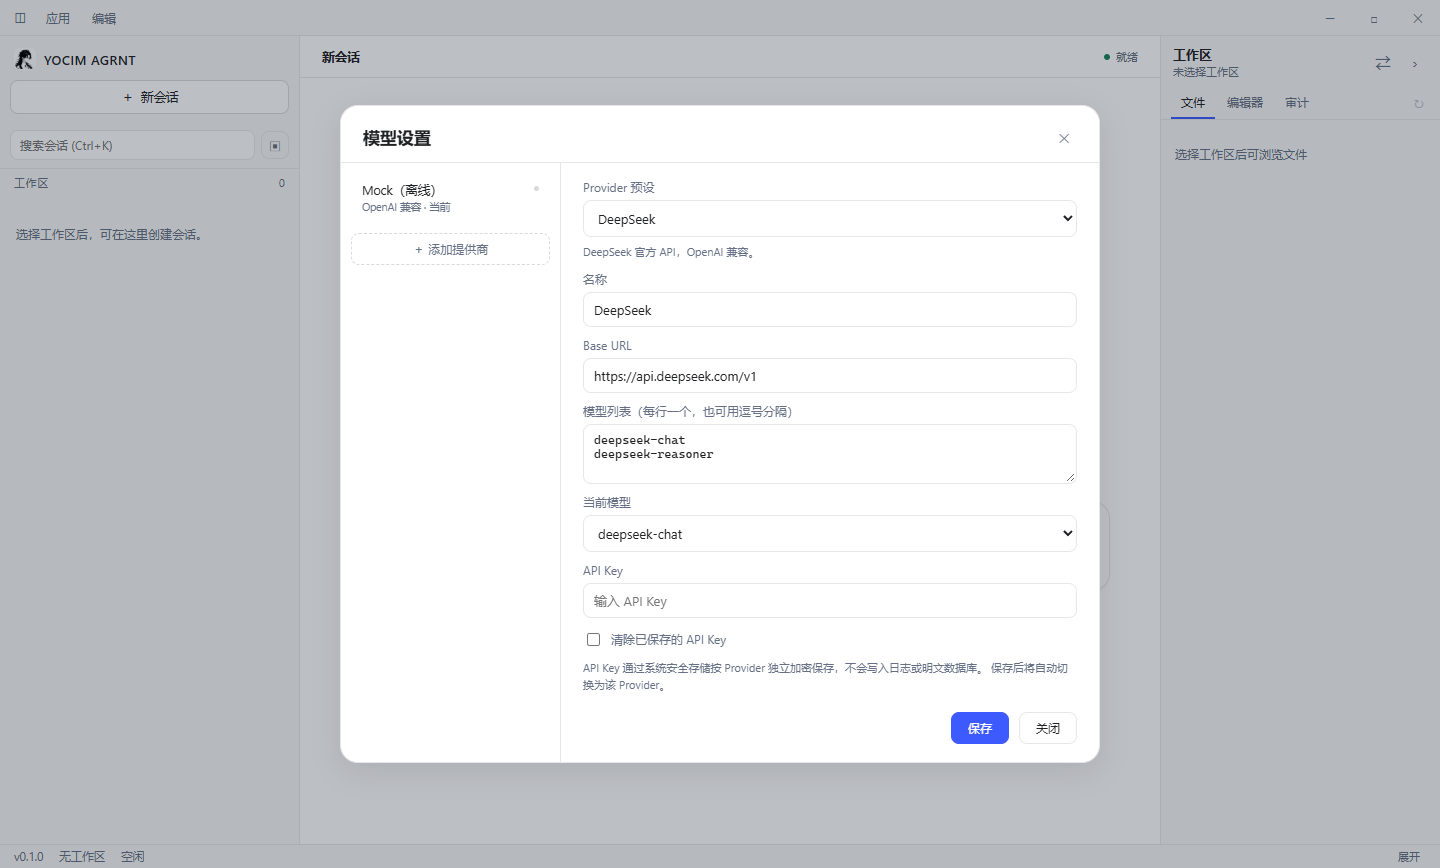 应用 编辑
YOCIM AGRNT
+ 新会话
搜索会话 (Ctrl+K)
工作区 0
选择工作区后，可在这里创建会话。
新会话 就绪
模型设置
Mock（离线）
OpenAI 兼容 · 当前
+ 添加提供商
Provider 预设
DeepSeek
DeepSeek 官方 API，OpenAI 兼容。
名称
DeepSeek
Base URL
https://api.deepseek.com/v1
模型列表（每行一个，也可用逗号分隔）
deepseek-chat
deepseek-reasoner
当前模型
deepseek-chat
API Key
输入 API Key
清除已保存的 API Key
API Key 通过系统安全存储按 Provider 独立加密保存，不会写入日志或明文数据库。 保存后将自动切
换为该 Provider。
保存 关闭
工作区
未选择工作区
文件 编辑器 审计
选择工作区后可浏览文件
v0.1.0 无工作区 空闲 展开